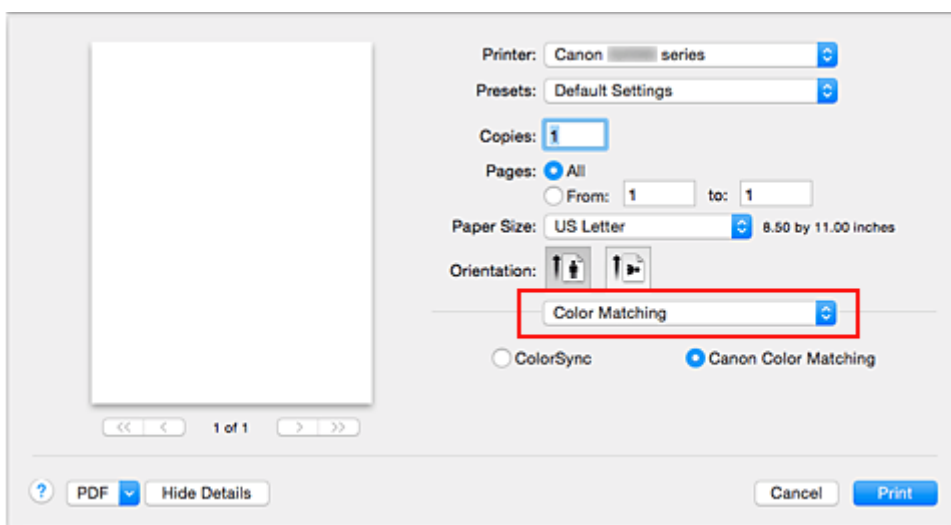 Printer: Canon series
Presets: Default Settings
Copies: 1
Pages: All
From: 1 to: 1
Paper Size: US Letter 8.50 by 11.00 inches
Orientation:
Color Matching
ColorSync Canon Color Matching
<< < 1 of 1 > >>
? PDF Hide Details Cancel Print